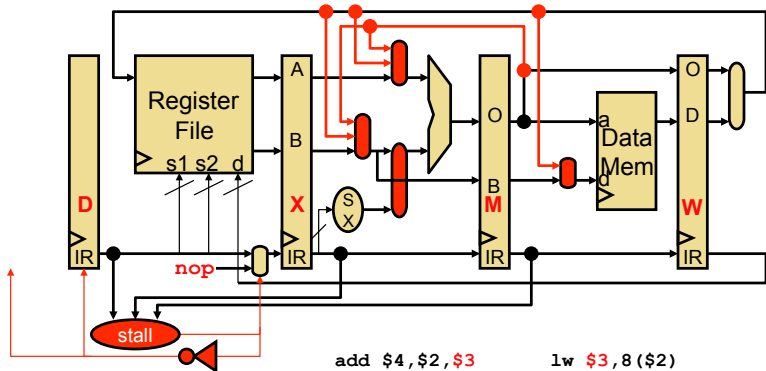 A
O
Register
File
O
D
B
a
Data
Mem
d
s1 s2 d
B
S
X
D
X
M
W
IR
IR
IR
IR
nop
stall
add $4,$2,$3
lw $3,8($2)